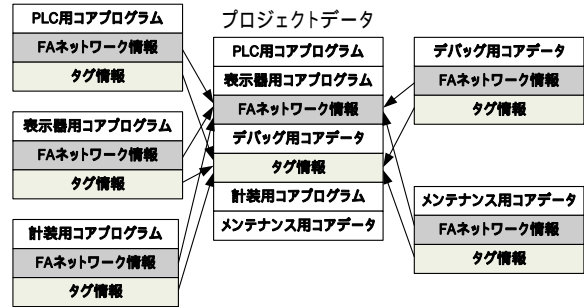 PLC用コアプログラム
FAネットワーク情報
タグ情報
表示器用コアプログラム
FAネットワーク情報
タグ情報
計装用コアプログラム
FAネットワーク情報
タグ情報
プロジェクトデータ
PLC用コアプログラム
表示器用コアプログラム
FAネットワーク情報
デバッグ用コアデータ
タグ情報
計装用コアプログラム
メンテナンス用コアデータ
デバッグ用コアデータ
FAネットワーク情報
タグ情報
メンテナンス用コアデータ
FAネットワーク情報
タグ情報